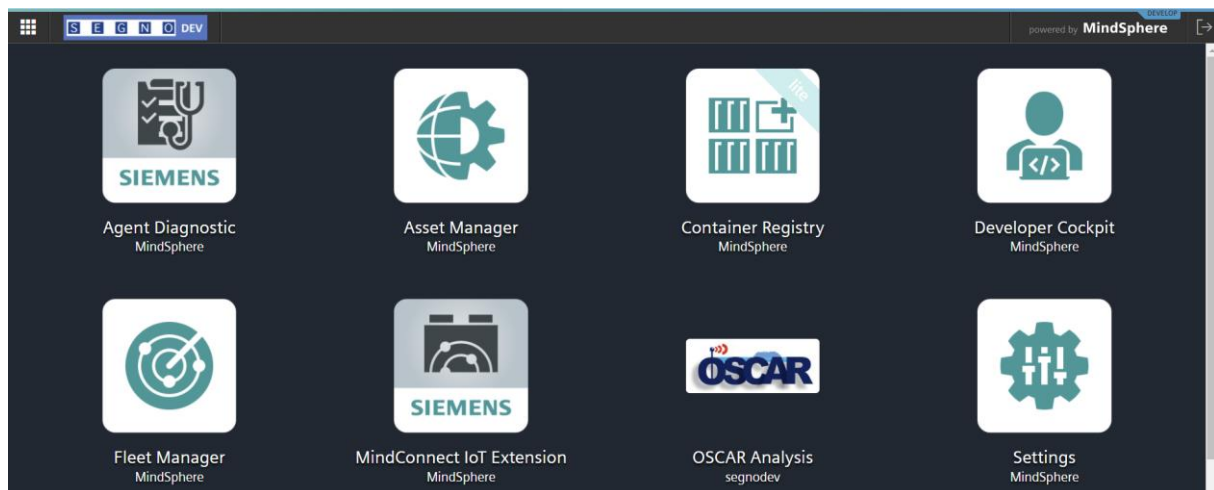 SEGNO DEV
powered by MindSphere
DEVELOP
SIEMENS
lite
</>
Agent Diagnostic
MindSphere
Asset Manager
MindSphere
Container Registry
MindSphere
Developer Cockpit
MindSphere
SIEMENS
OSCAR
Fleet Manager
MindSphere
MindConnect IoT Extension
MindSphere
OSCAR Analysis
segnodev
Settings
MindSphere